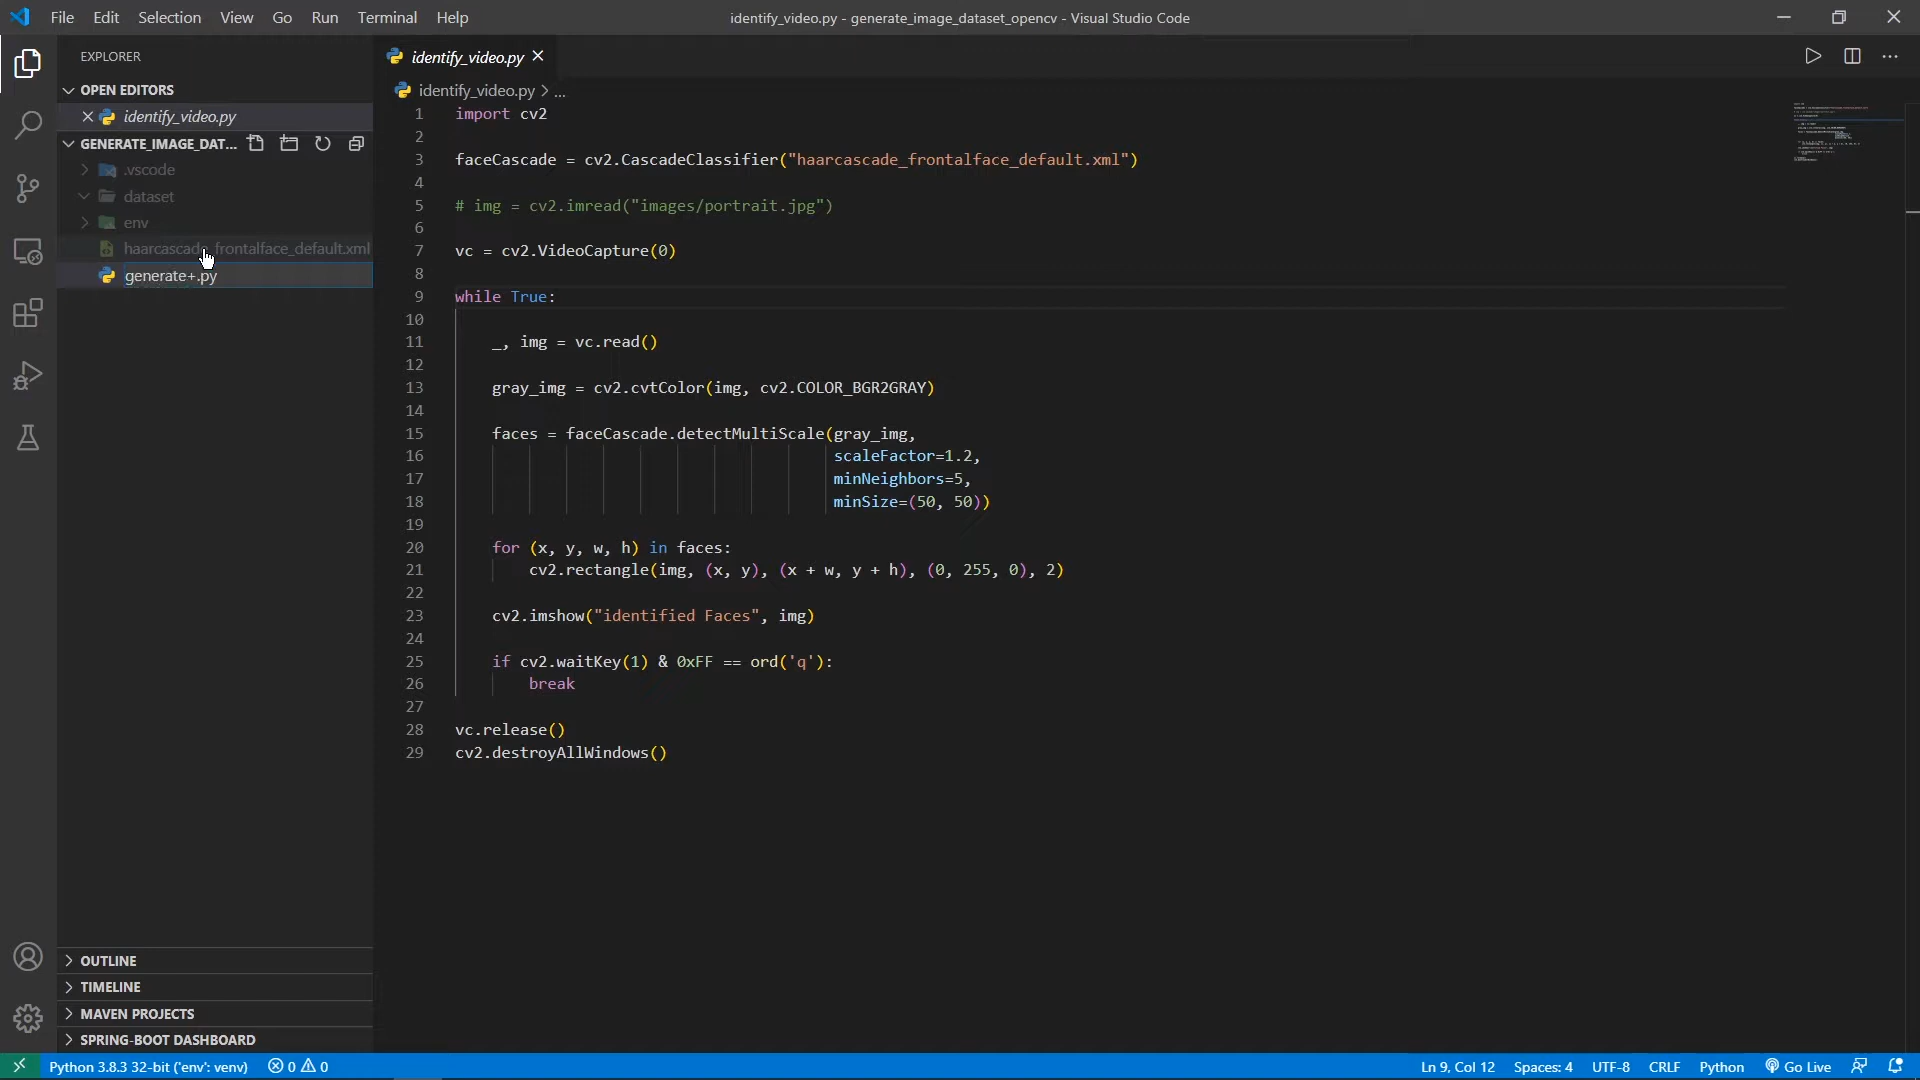 File Edit Selection View Go Run Terminal Help
identify_video.py - generate_image_dataset_opencv - Visual Studio Code
EXPLORER
OPEN EDITORS
identify_video.py
GENERATE_IMAGE_DAT...
.vscode
dataset
env
haarcascade_frontalface_default.xml
generate+.py
OUTLINE
TIMELINE
MAVEN PROJECTS
SPRING-BOOT DASHBOARD
identify_video.py
identify_video.py > ...
1 import cv2
2
3 faceCascade = cv2.CascadeClassifier("haarcascade_frontalface_default.xml")
4
5 # img = cv2.imread("images/portrait.jpg")
6
7 vc = cv2.VideoCapture(0)
8
9 while True:
10
11 _, img = vc.read()
12
13 gray_img = cv2.cvtColor(img, cv2.COLOR_BGR2GRAY)
14
15 faces = faceCascade.detectMultiScale(gray_img,
16 scaleFactor=1.2,
17 minNeighbors=5,
18 minSize=(50, 50))
19
20 for (x, y, w, h) in faces:
21 cv2.rectangle(img, (x, y), (x + w, y + h), (0, 255, 0), 2)
22
23 cv2.imshow("identified Faces", img)
24
25 if cv2.waitKey(1) & 0xFF == ord('q'):
26 break
27
28 vc.release()
29 cv2.destroyAllWindows()
Python 3.8.3 32-bit ('env': venv) 0 0 Ln 9, Col 12 Spaces: 4 UTF-8 CRLF Python Go Live